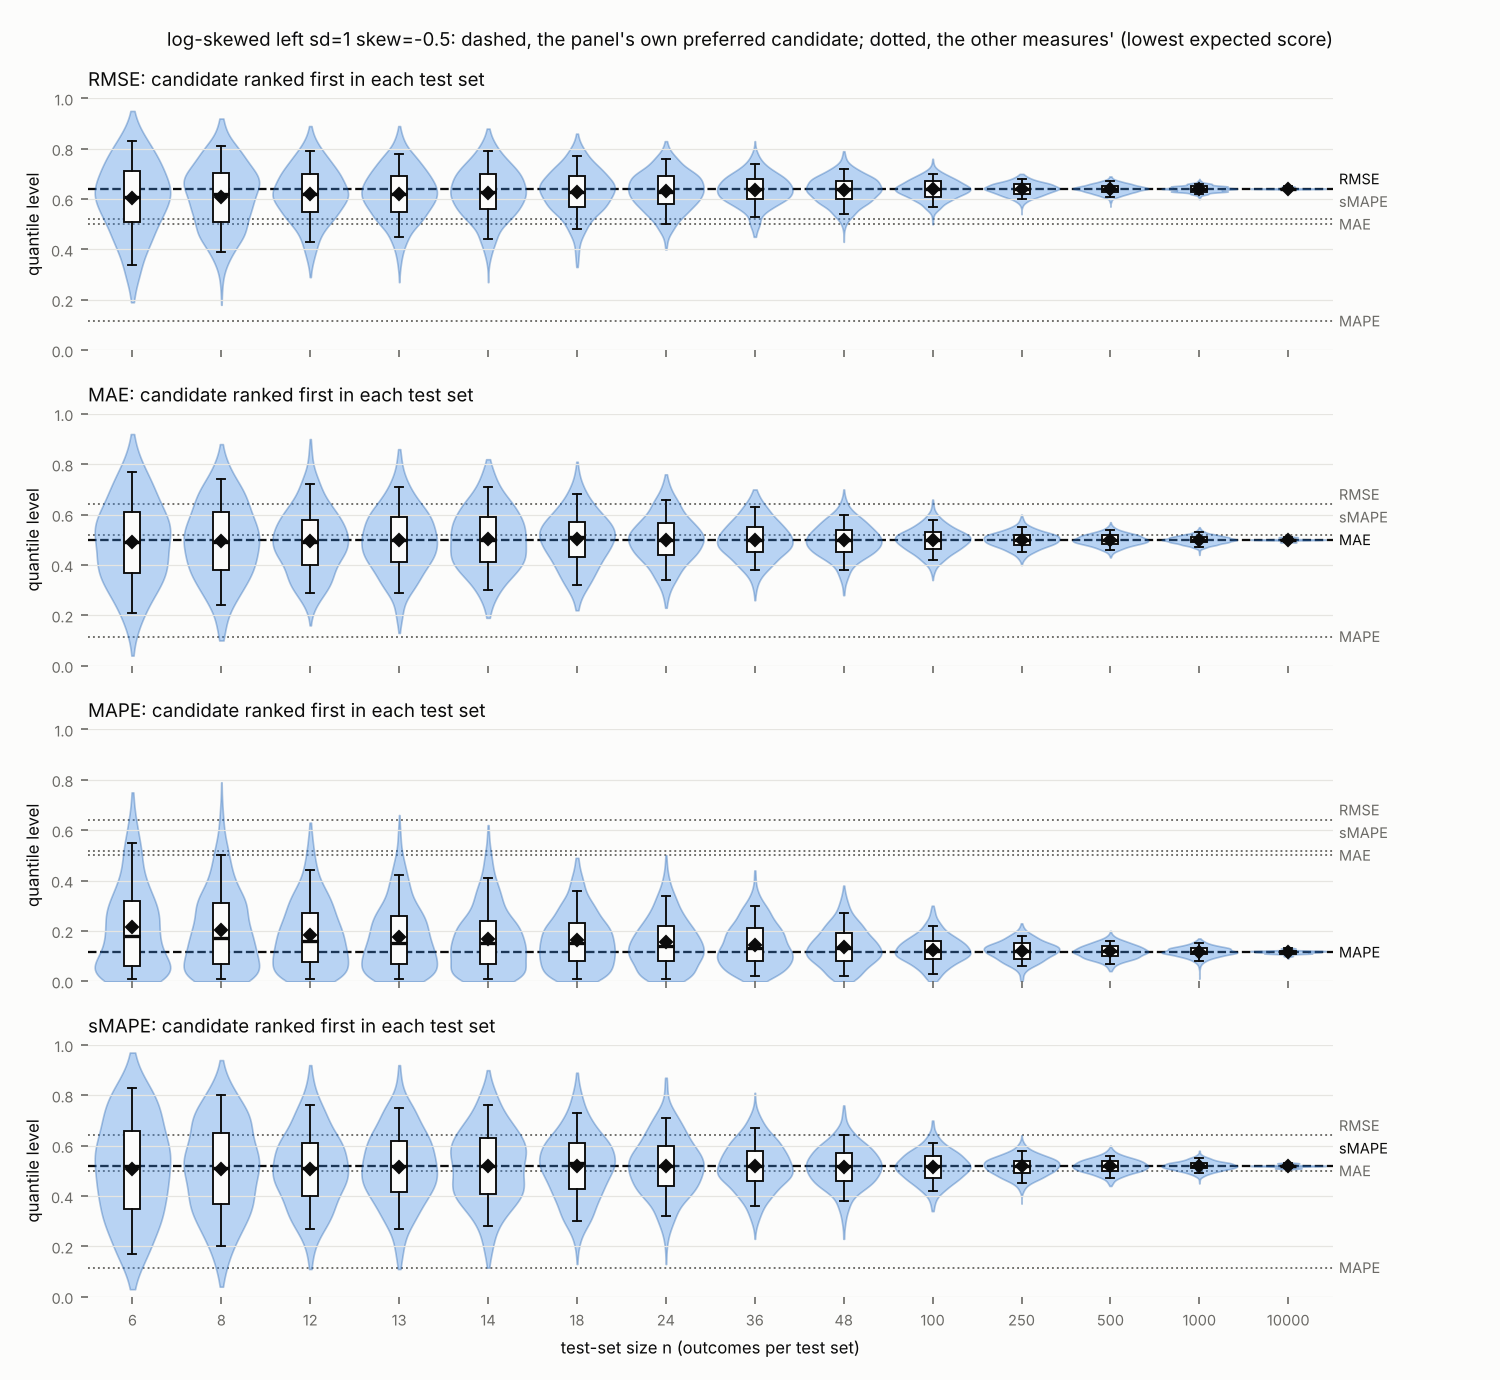 log-skewed left sd=1 skew=-0.5: dashed, the panel's own preferred candidate; dotted, the other measures' (lowest expected score)
RMSE: candidate ranked first in each test set
quantile level
1.0
0.8
0.6
0.4
0.2
0.0
RMSE
sMAPE
MAE
MAPE
MAE: candidate ranked first in each test set
quantile level
1.0
0.8
0.6
0.4
0.2
0.0
RMSE
sMAPE
MAE
MAPE
MAPE: candidate ranked first in each test set
quantile level
1.0
0.8
0.6
0.4
0.2
0.0
RMSE
sMAPE
MAE
MAPE
sMAPE: candidate ranked first in each test set
quantile level
1.0
0.8
0.6
0.4
0.2
0.0
RMSE
sMAPE
MAE
MAPE
6 8 12 13 14 18 24 36 48 100 250 500 1000 10000
test-set size n (outcomes per test set)